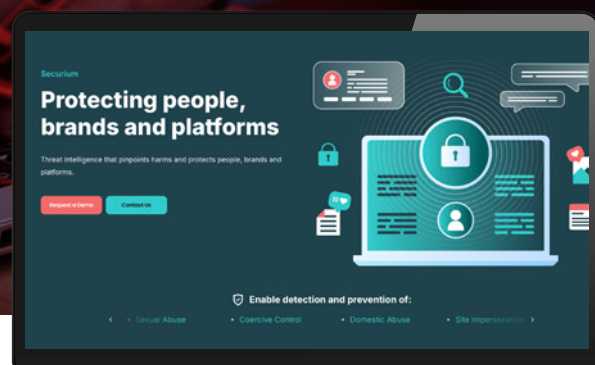 Securium
Protecting people,
brands and platforms
Threat intelligence that pinpoints harms and protects people, brands and
platforms.
Request a Demo
Contact Us
Enable detection and prevention of:
‹ • Sexual Abuse • Coercive Control • Domestic Abuse • Site Impersonation ›